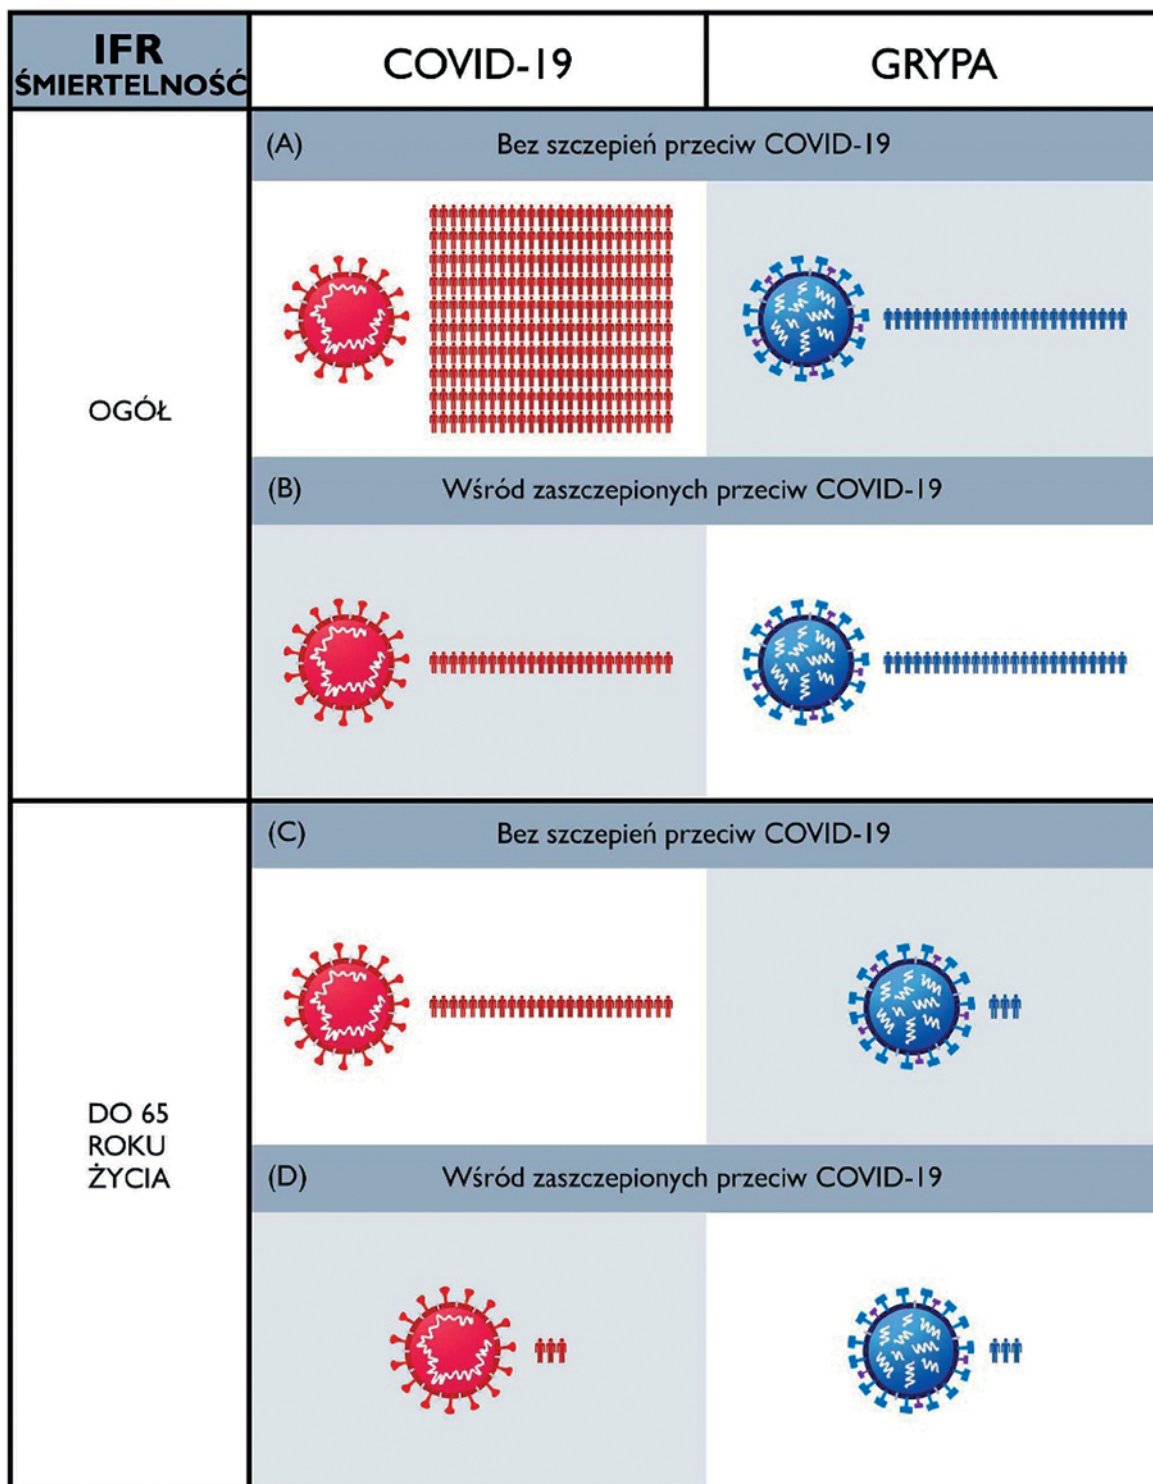 IFR
ŚMIERTELNOŚĆ
COVID-19
GRYPA
(A)
Bez szczepień przeciw COVID-19
OGÓŁ
(B)
Wśród zaszczepionych przeciw COVID-19
(C)
Bez szczepień przeciw COVID-19
DO 65
ROKU
ŻYCIA
(D)
Wśród zaszczepionych przeciw COVID-19